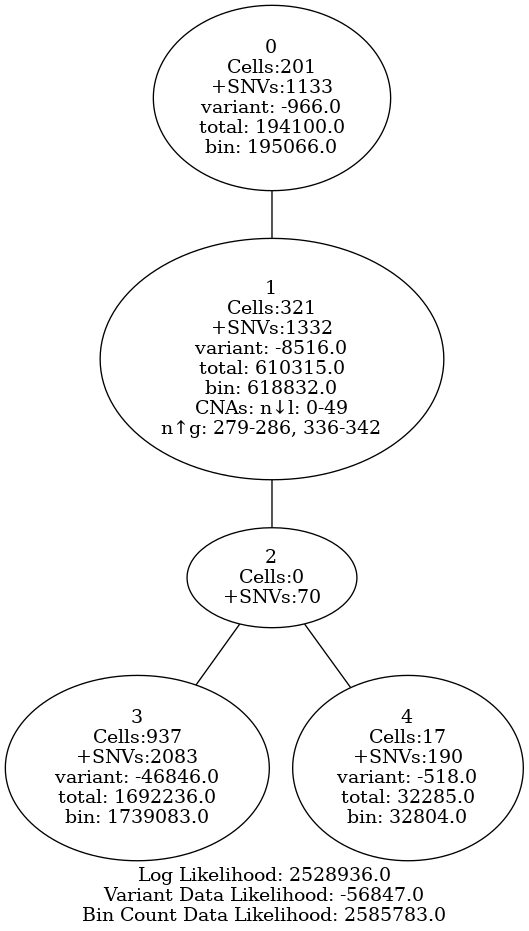 0
Cells:201
+SNVs:1133
variant: -966.0
total: 194100.0
bin: 195066.0
1
Cells:321
+SNVs:1332
variant: -8516.0
total: 610315.0
bin: 618832.0
CNAs: n↓l: 0-49
n↑g: 279-286, 336-342
2
Cells:0
+SNVs:70
3
Cells:937
+SNVs:2083
variant: -46846.0
total: 1692236.0
bin: 1739083.0
4
Cells:17
+SNVs:190
variant: -518.0
total: 32285.0
bin: 32804.0
Log Likelihood: 2528936.0
Variant Data Likelihood: -56847.0
Bin Count Data Likelihood: 2585783.0